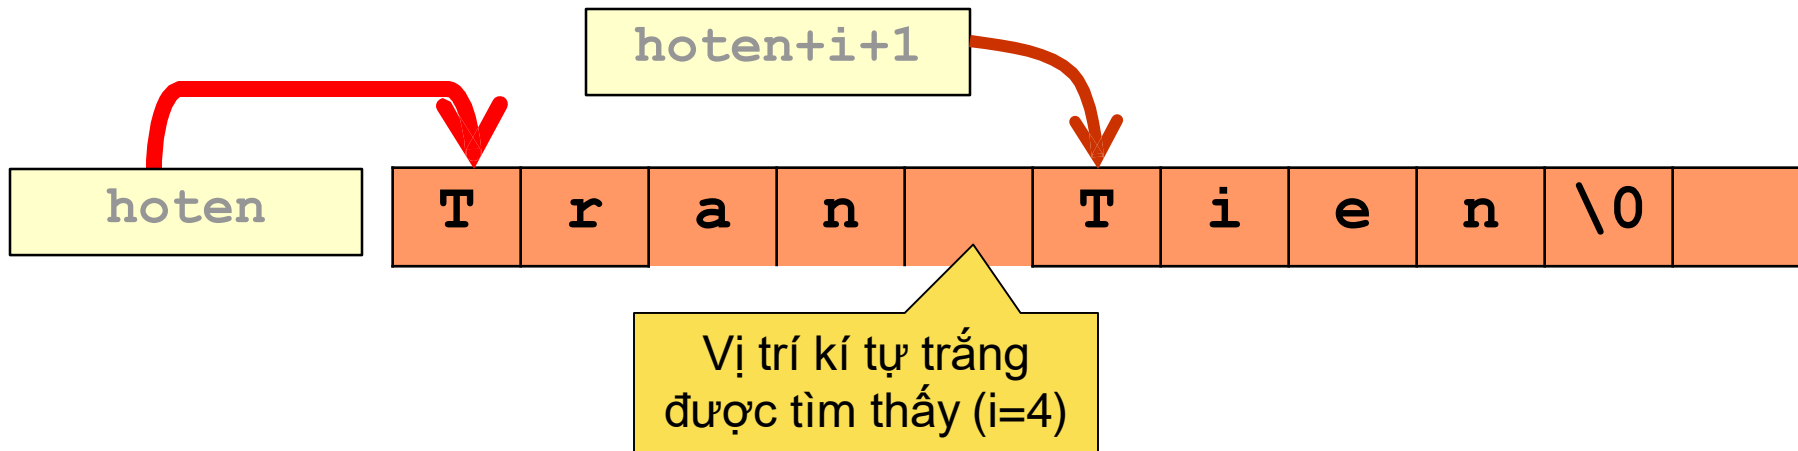 hoten+i+1
hoten
T r a n T i e n \0
Vị trí kí tự trắng
được tìm thấy (i=4)